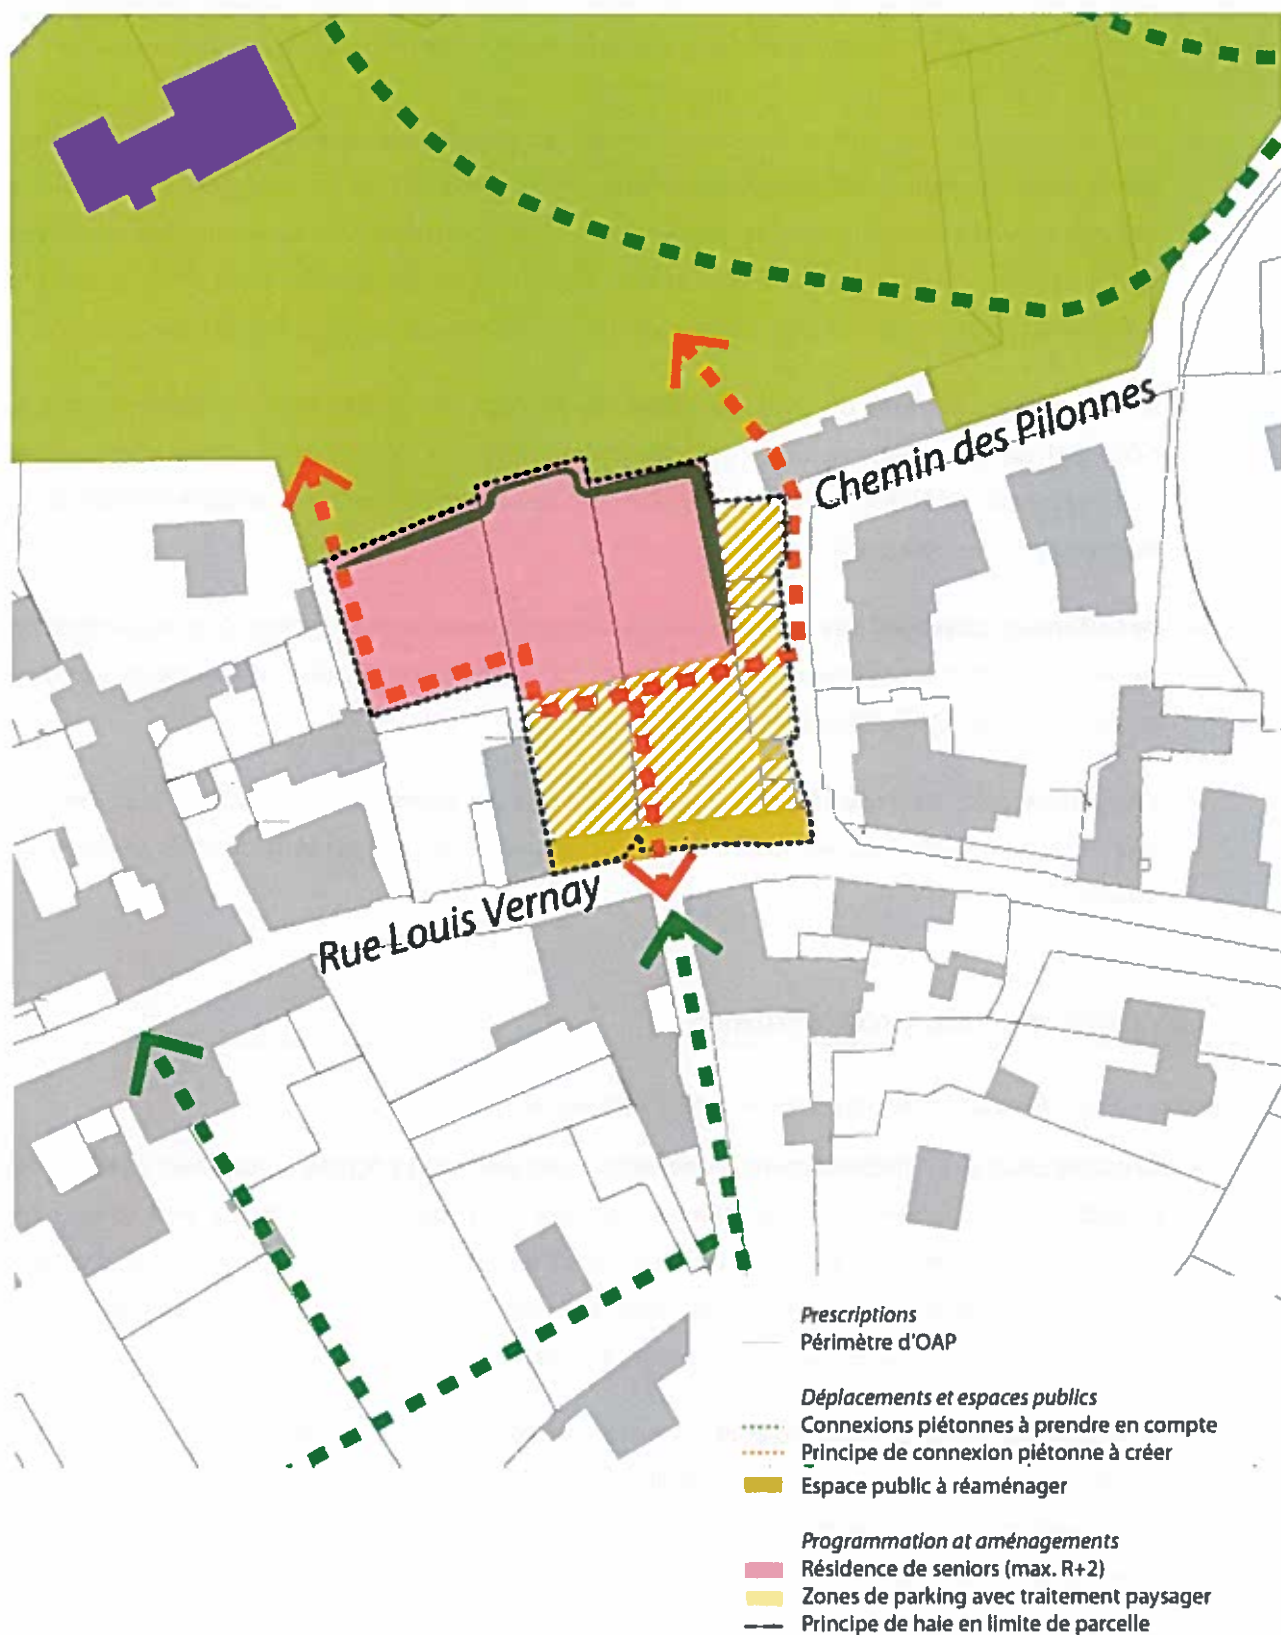 Chemin des Pilonnes
Rue Louis Vernay
Prescriptions
Périmètre d'OAP
Déplacements et espaces publics
Connexions piétonnes à prendre en compte
Principe de connexion piétonne à créer
Espace public à réaménager
Programmation at aménagements
Résidence de seniors (max. R+2)
Zones de parking avec traitement paysager
Principe de haie en limite de parcelle